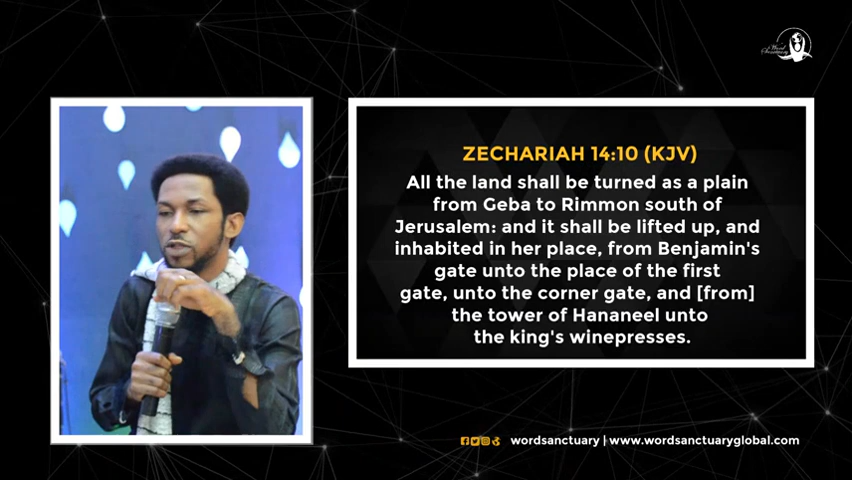 Word
Sanctuary
ZECHARIAH 14:10 (KJV)
All the land shall be turned as a plain
from Geba to Rimmon south of
Jerusalem: and it shall be lifted up, and
inhabited in her place, from Benjamin's
gate unto the place of the first
gate, unto the corner gate, and [from]
the tower of Hananeel unto
the king's winepresses.
wordsanctuary | www.wordsanctuaryglobal.com